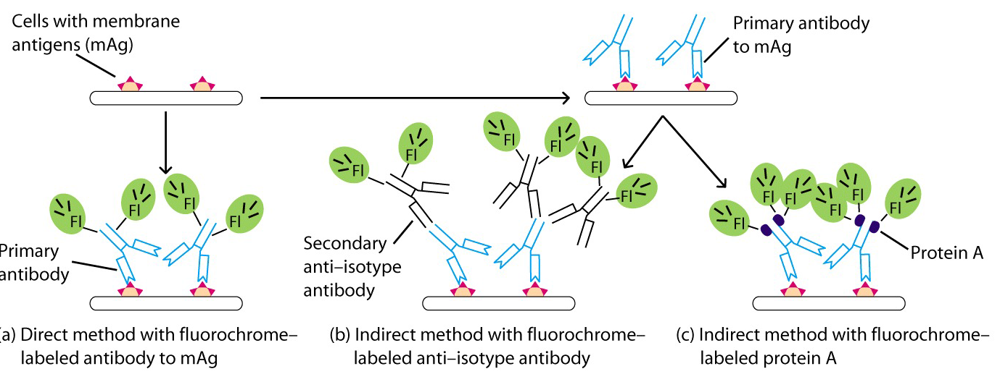 Cells with membrane
antigens (mAg)
Primary antibody
to mAg
Fl
Fl
Fl
Fl
Primary
antibody
Fl
Fl
Fl
Fl
Fl
Fl
Secondary
anti–isotype
antibody
Fl
Fl
Fl
Fl
Fl
Fl
Protein A
(a) Direct method with fluorochrome–
labeled antibody to mAg
(b) Indirect method with fluorochrome–
labeled anti–isotype antibody
(c) Indirect method with fluorochrome–
labeled protein A